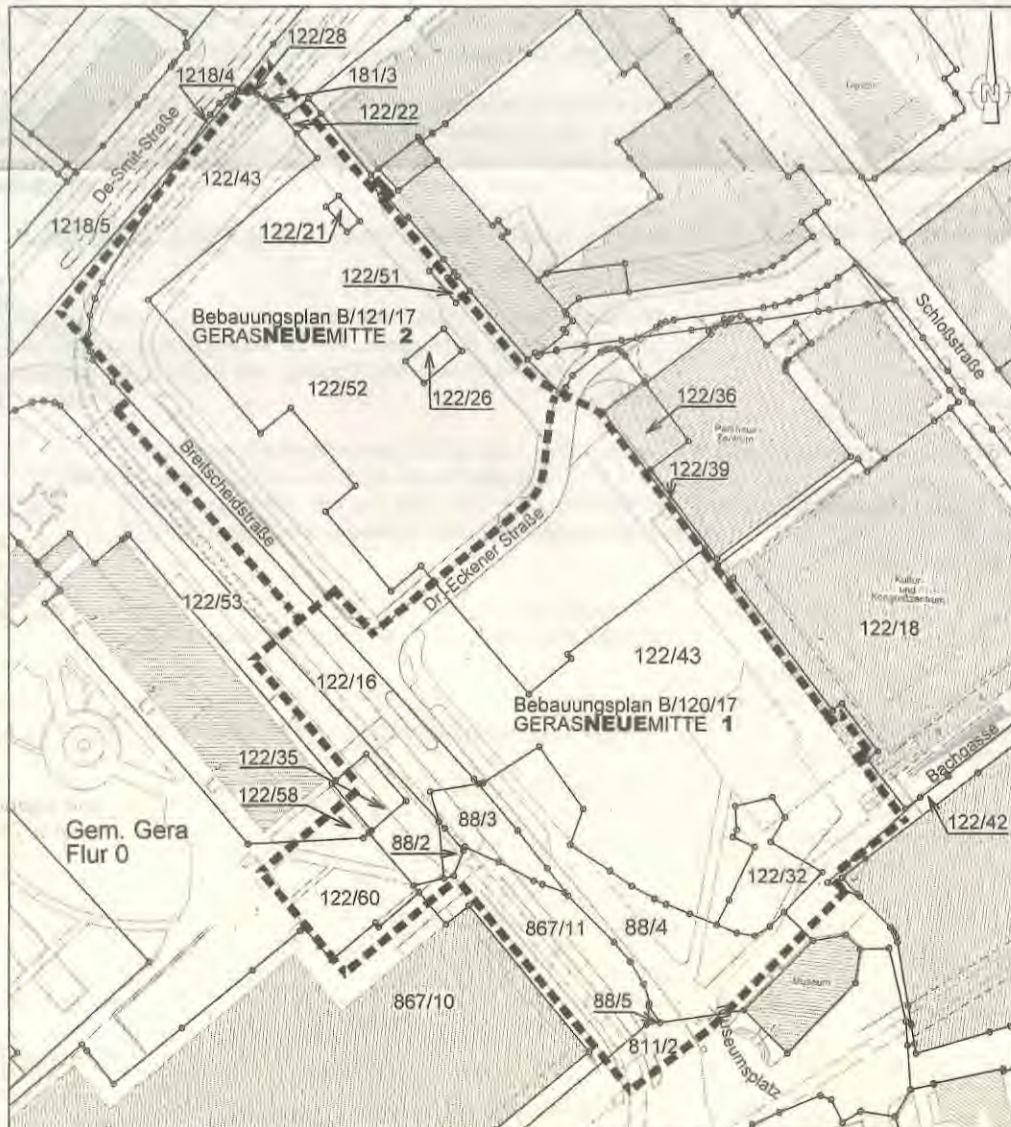 122/28
1218/4
181/3
122/22
De-Smit-Straße
122/43
1218/5
N
122/21
122/51
Bebauungsplan B/121/17
GERASNEUEMITTE 2
Schloßstraße
122/52
122/26
122/36
122/39
Breitscheidstraße
Dr.-Eckener Straße
122/53
Kultur-
und
Kongreßzentrum
122/18
122/43
122/16
Bebauungsplan B/120/17
GERASNEUEMITTE 1
Bachgasse
122/35
122/58
122/42
88/3
Gem. Gera
Flur 0
88/2
122/32
122/60
867/11
88/4
Museum
867/10
88/5
Museumsplatz
811/2